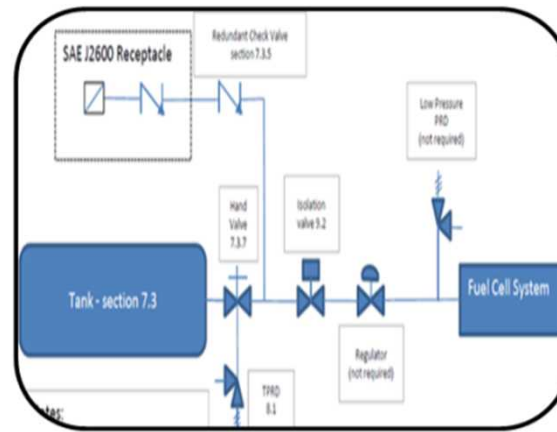 SAE J2600 Receptacle
Redundant Check Valve
section 7.3.5
Low Pressure
PRD
(not required)
Hand
Valve
7.3.7
Isolation
valve 9.2
Tank - section 7.3
Fuel Cell System
Regulator
(not required)
TPRD
8.1